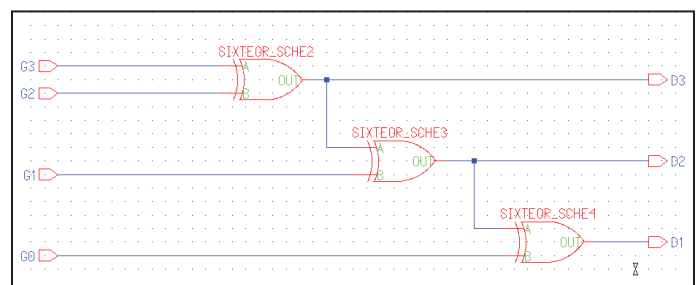 SIXTEOR_SCHE2
G3
A
OUT
D3
G2
B
SIXTEOR_SCHE3
A
OUT
D2
G1
B
SIXTEOR_SCHE4
A
OUT
D1
G0
B